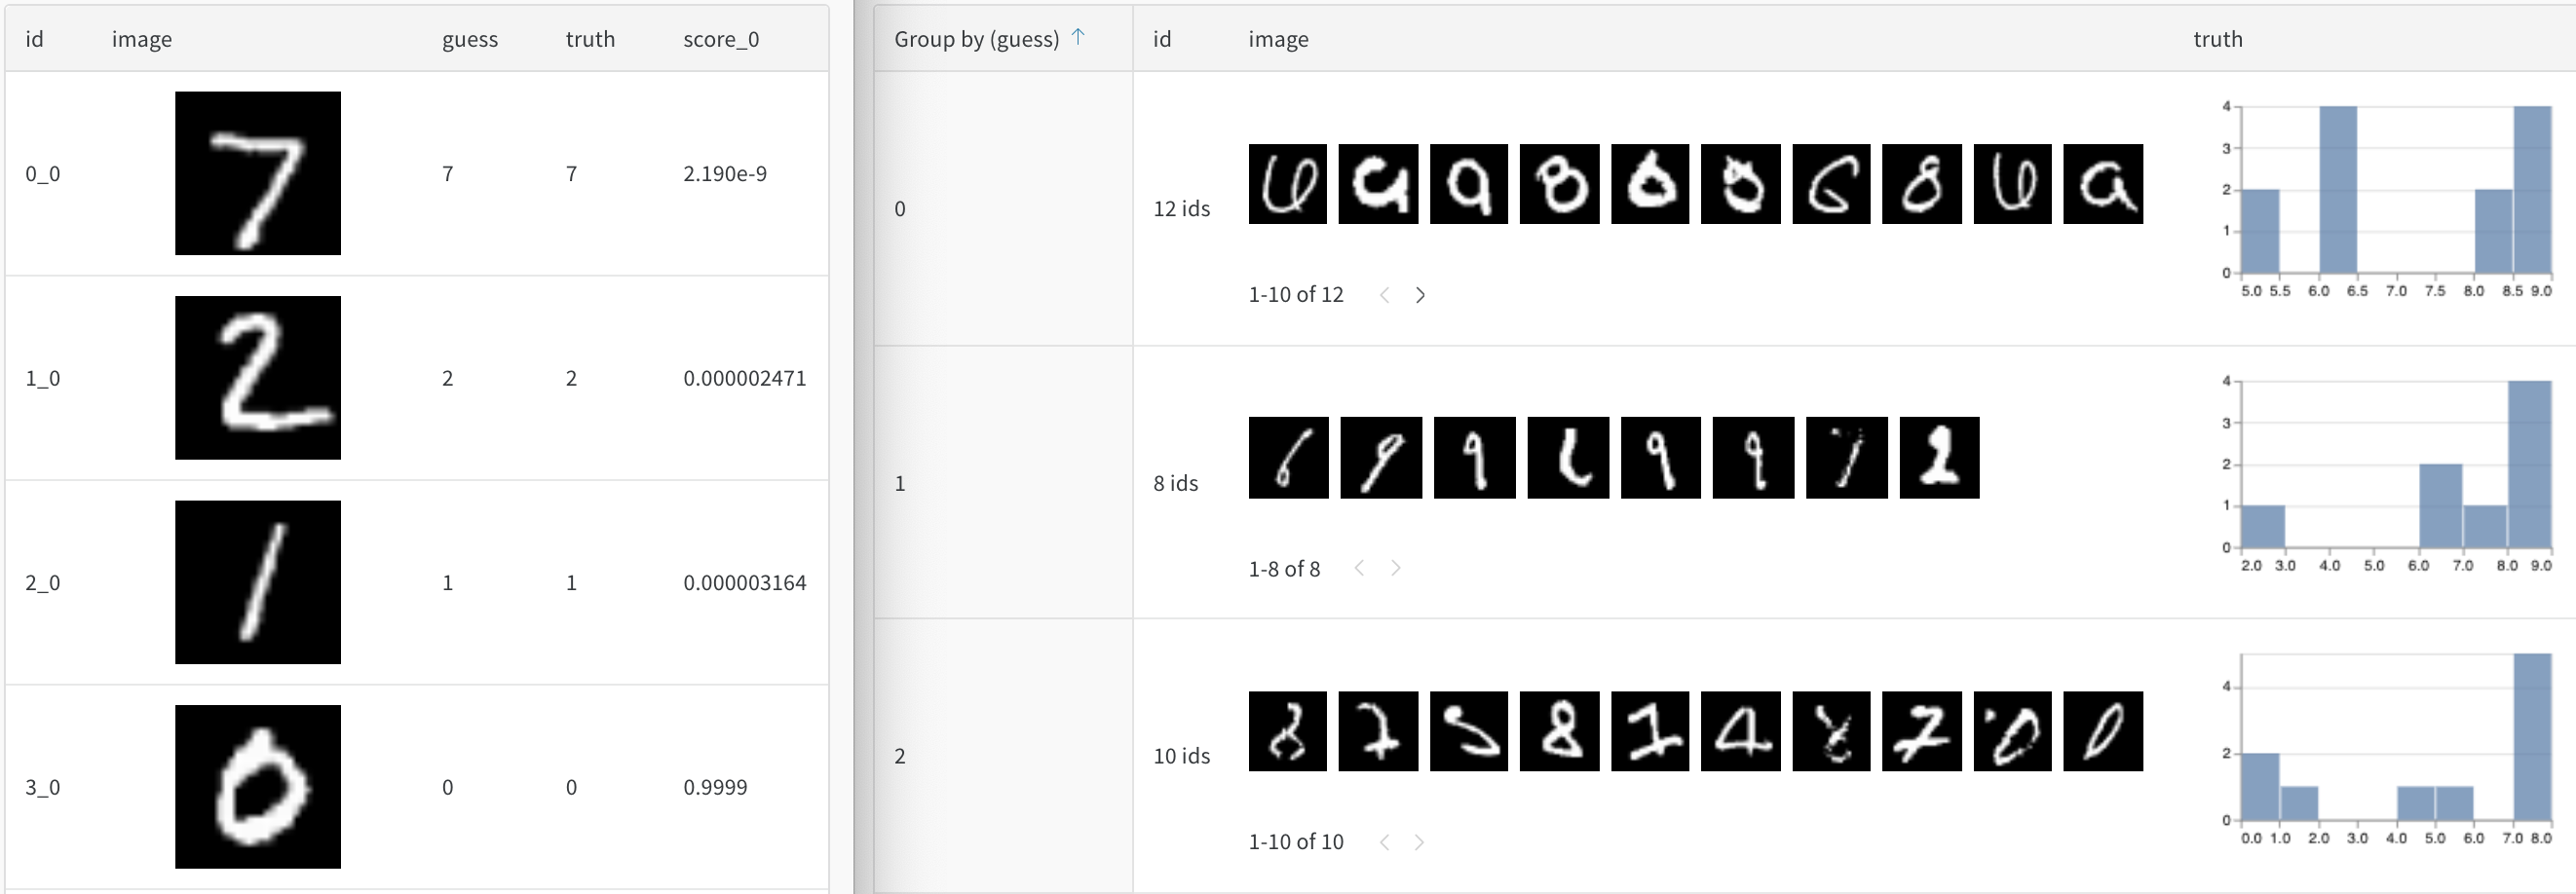 id image guess truth score_0
0_0 7 7 7 2.190e-9
1_0 2 2 2 0.000002471
2_0 1 1 1 0.000003164
3_0 0 0 0 0.9999
Group by (guess) ↑ id image truth
0 12 ids
1-10 of 12 < >
4
3
2
1
0
5.0 5.5 6.0 6.5 7.0 7.5 8.0 8.5 9.0
1 8 ids
1-8 of 8 < >
4
3
2
1
0
2.0 3.0 4.0 5.0 6.0 7.0 8.0 9.0
2 10 ids
1-10 of 10 < >
4
2
0
0.0 1.0 2.0 3.0 4.0 5.0 6.0 7.0 8.0